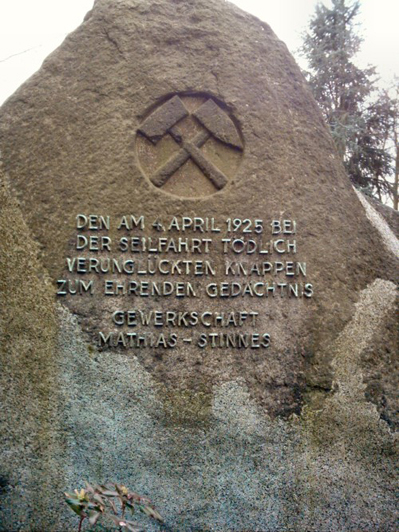 DEN AM 4. APRIL 1925 BEI
DER SEILFAHRT TÖDLICH
VERUNGLÜCKTEN KNAPPEN
ZUM EHRENDEN GEDÄCHTNIS.
GEWERKSCHAFT
MATHIAS-STINNES